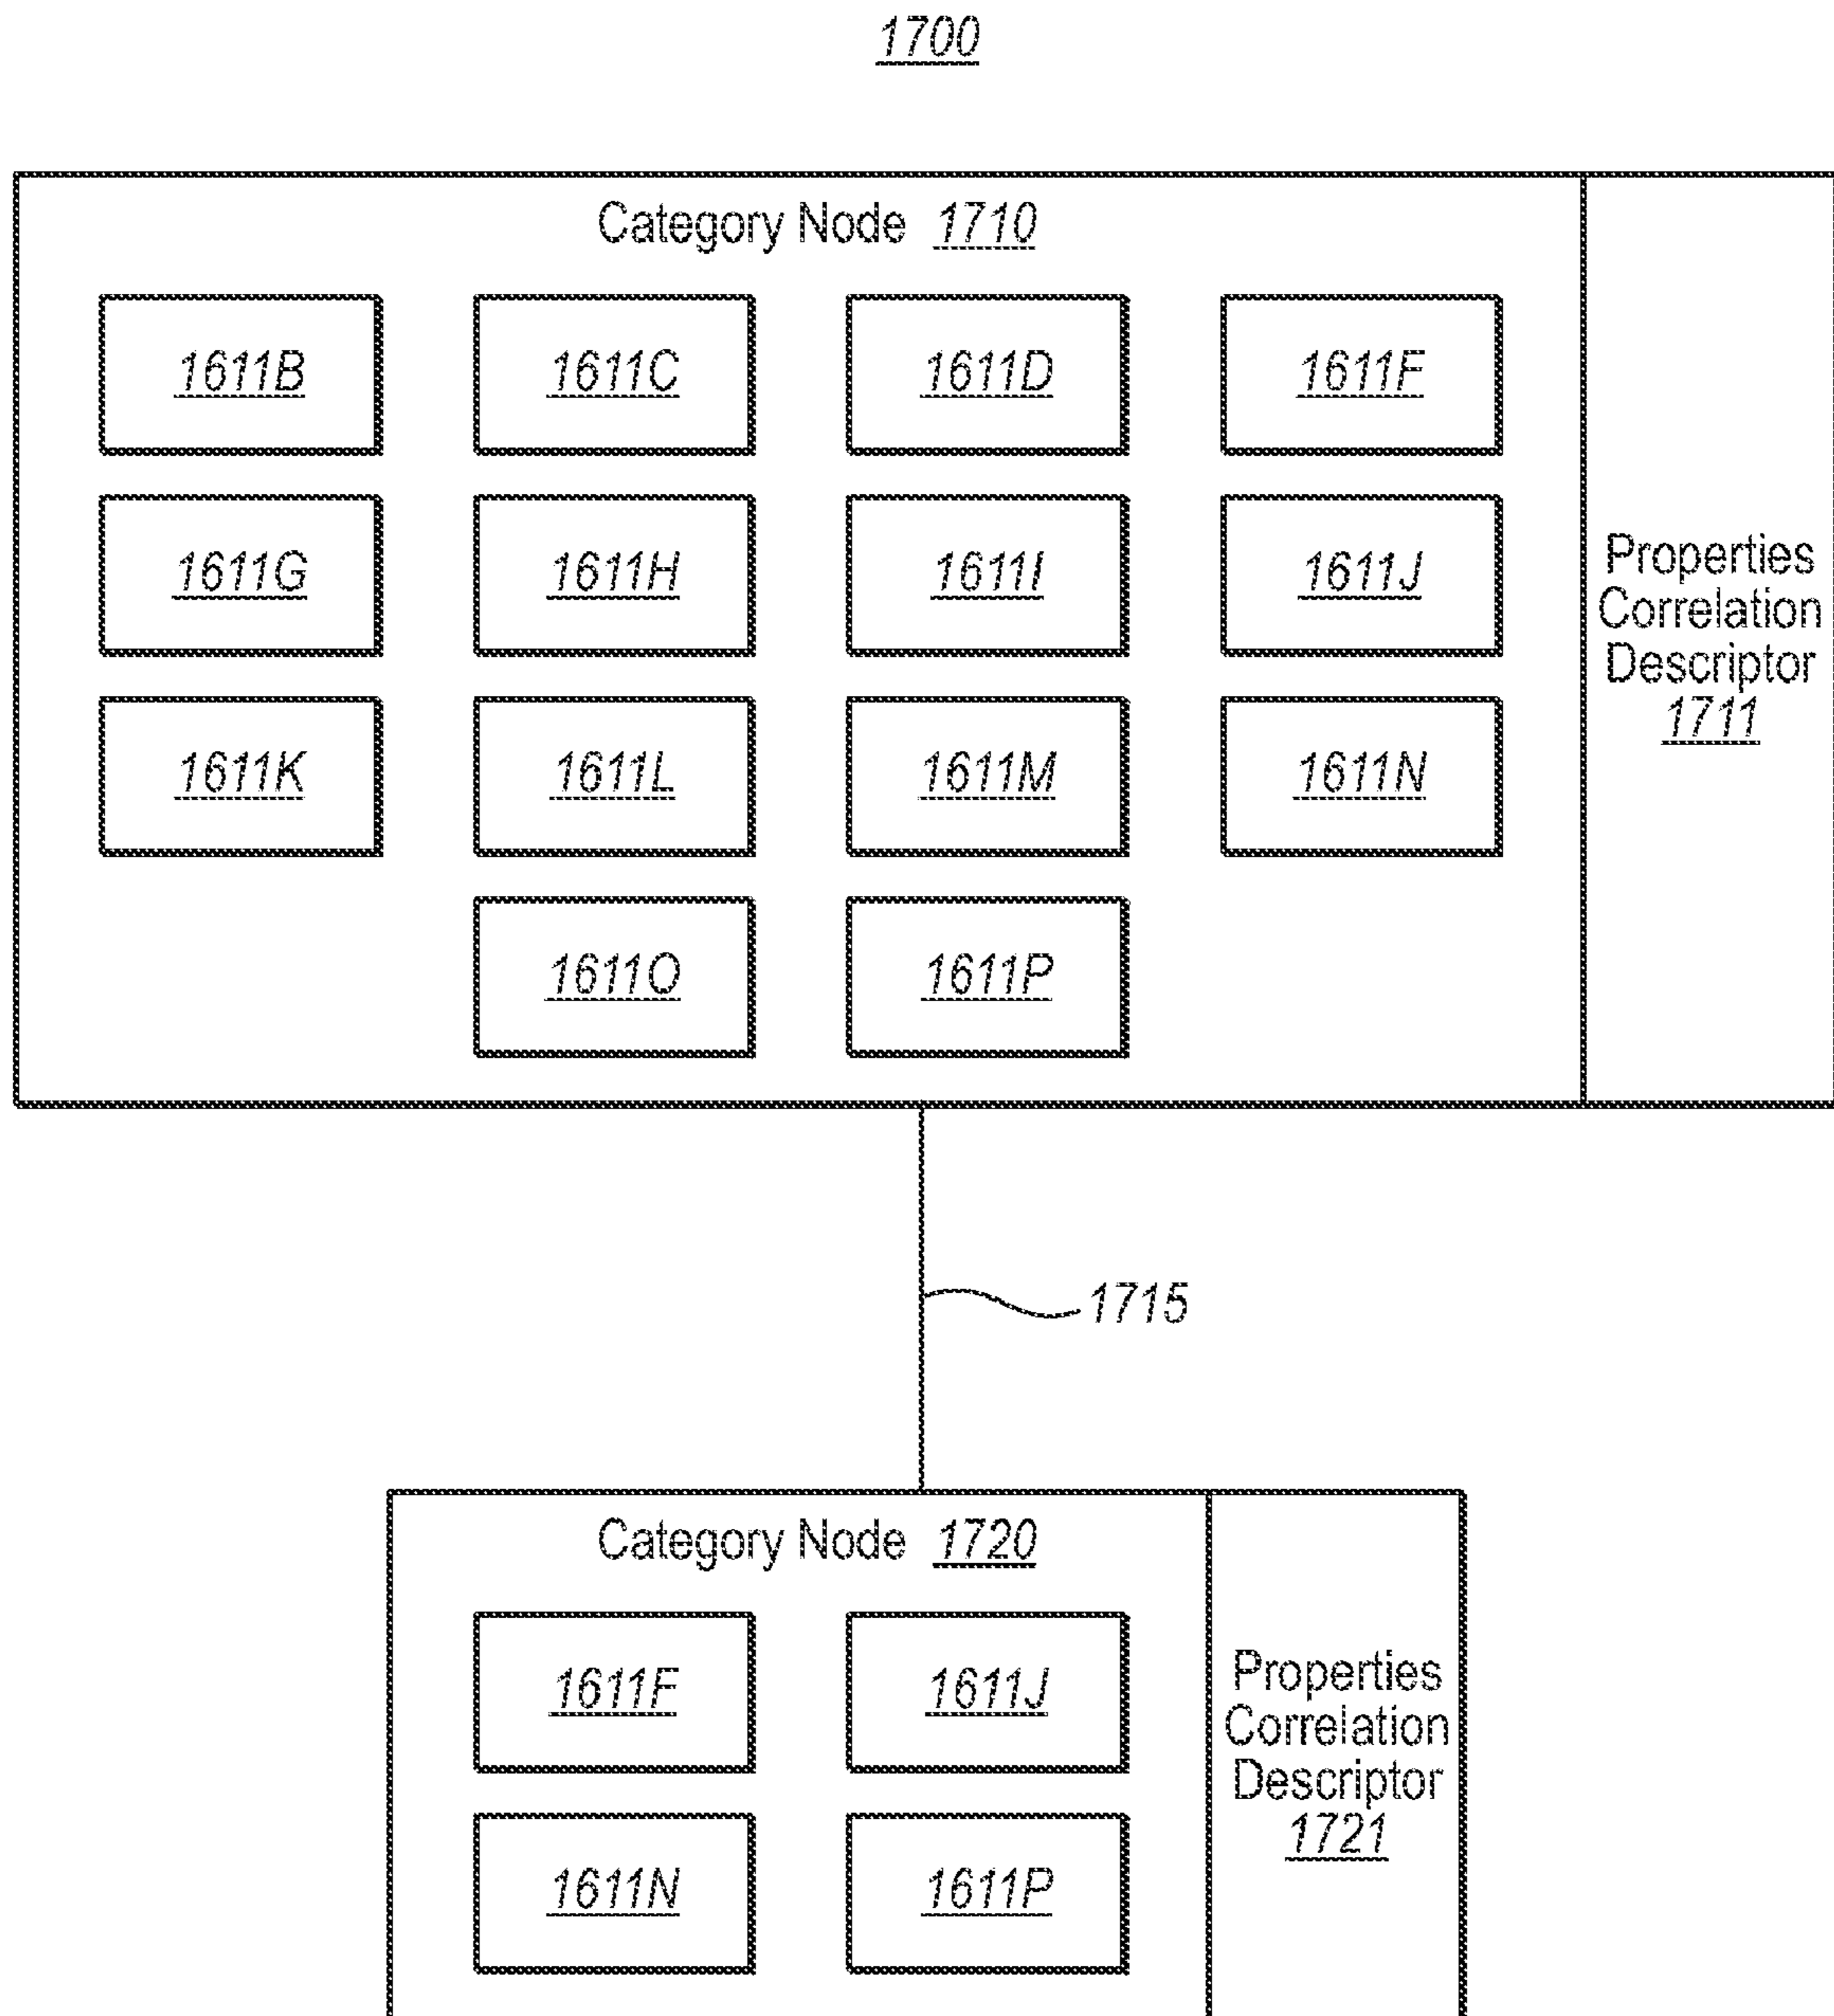 1700
Category Node 1710
1611B 1611C 1611D 1611F
1611G 1611H 1611I 1611J
1611K 1611L 1611M 1611N
1611O 1611P
Properties
Correlation
Descriptor
1711
1715
Category Node 1720
1611F 1611J
1611N 1611P
Properties
Correlation
Descriptor
1721